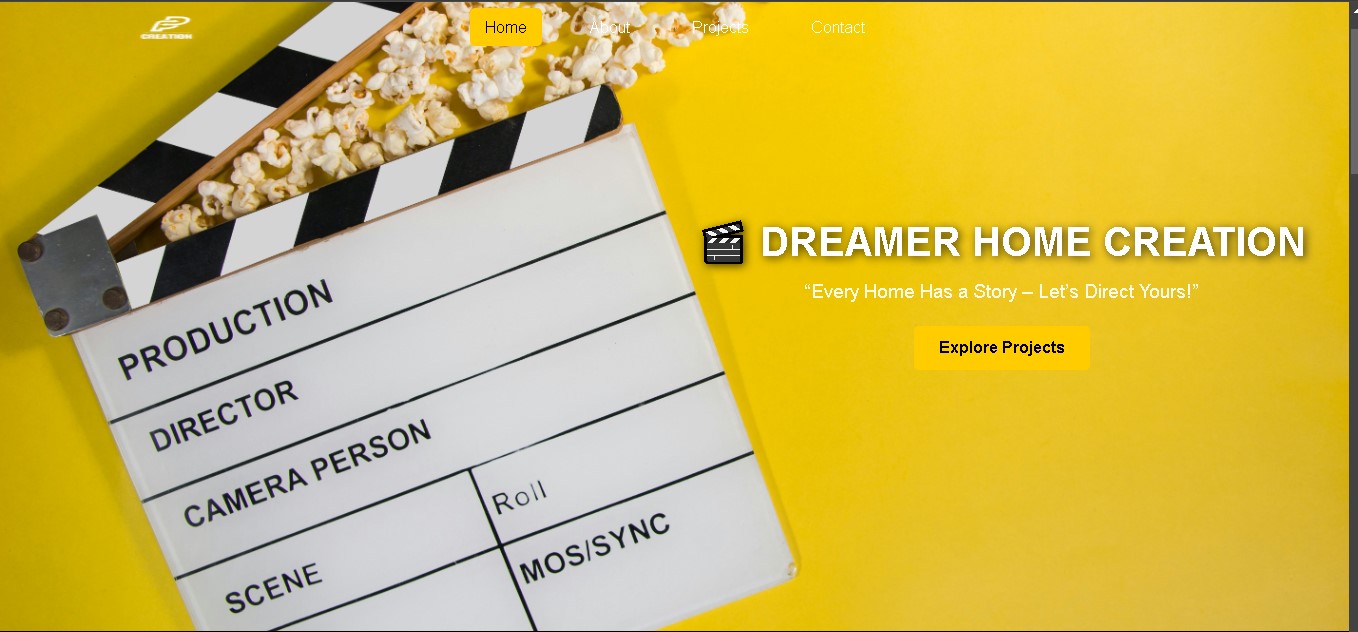 CREATION
Home
About
Projects
Contact
PRODUCTION
DIRECTOR
CAMERA PERSON
SCENE
Roll
MOS/SYNC
DREAMER HOME CREATION
“Every Home Has a Story – Let’s Direct Yours!”
Explore Projects